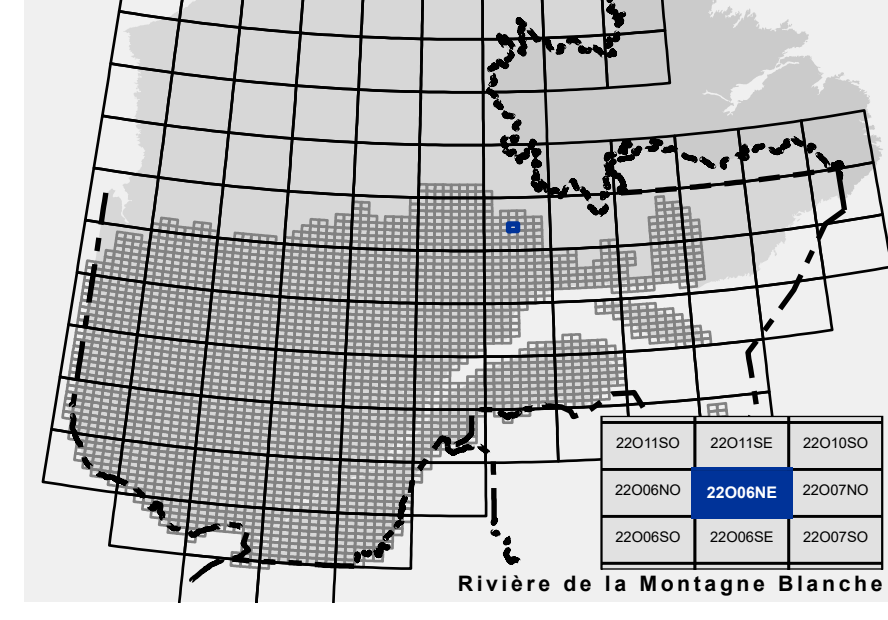 22O11SO 22O11SE 22O10SO
22O06NO 22O06NE 22O07NO
22O06SO 22O06SE 22O07SO
Rivière de la Montagne Blanche